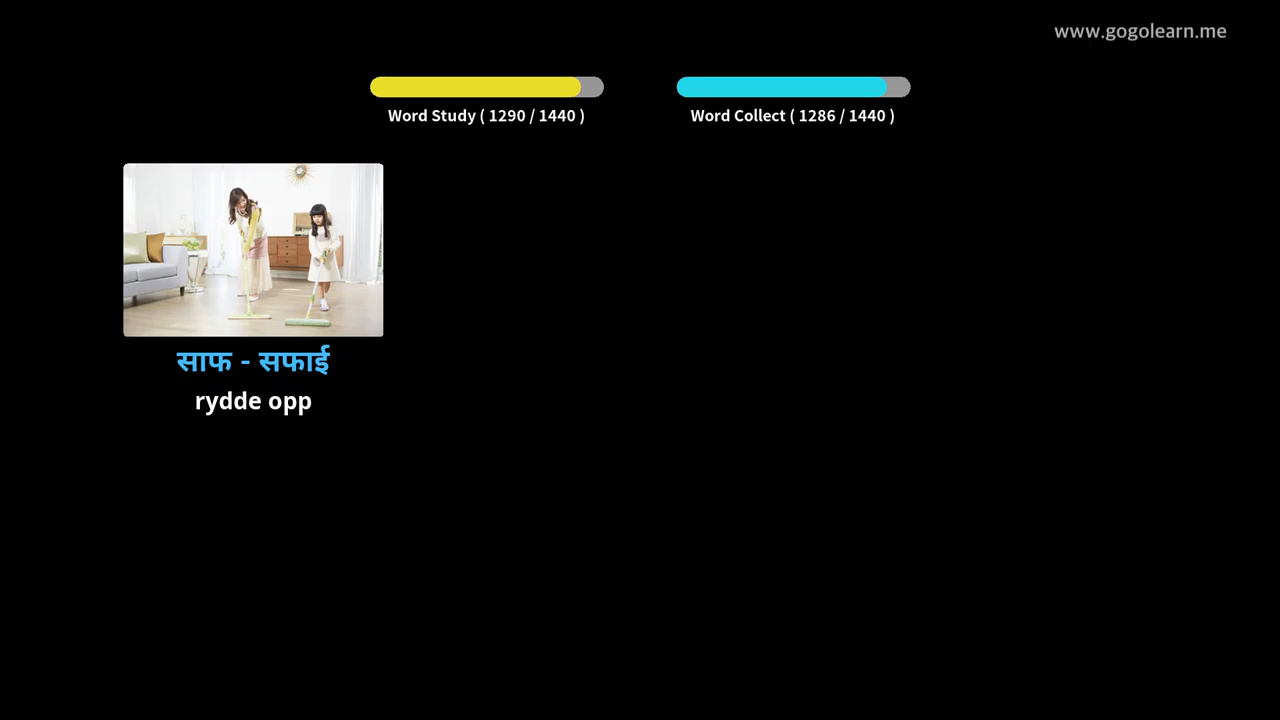 www.gogolearn.me
Word Study ( 1290 / 1440 )
Word Collect ( 1286 / 1440 )
साफ - सफाई
rydde opp